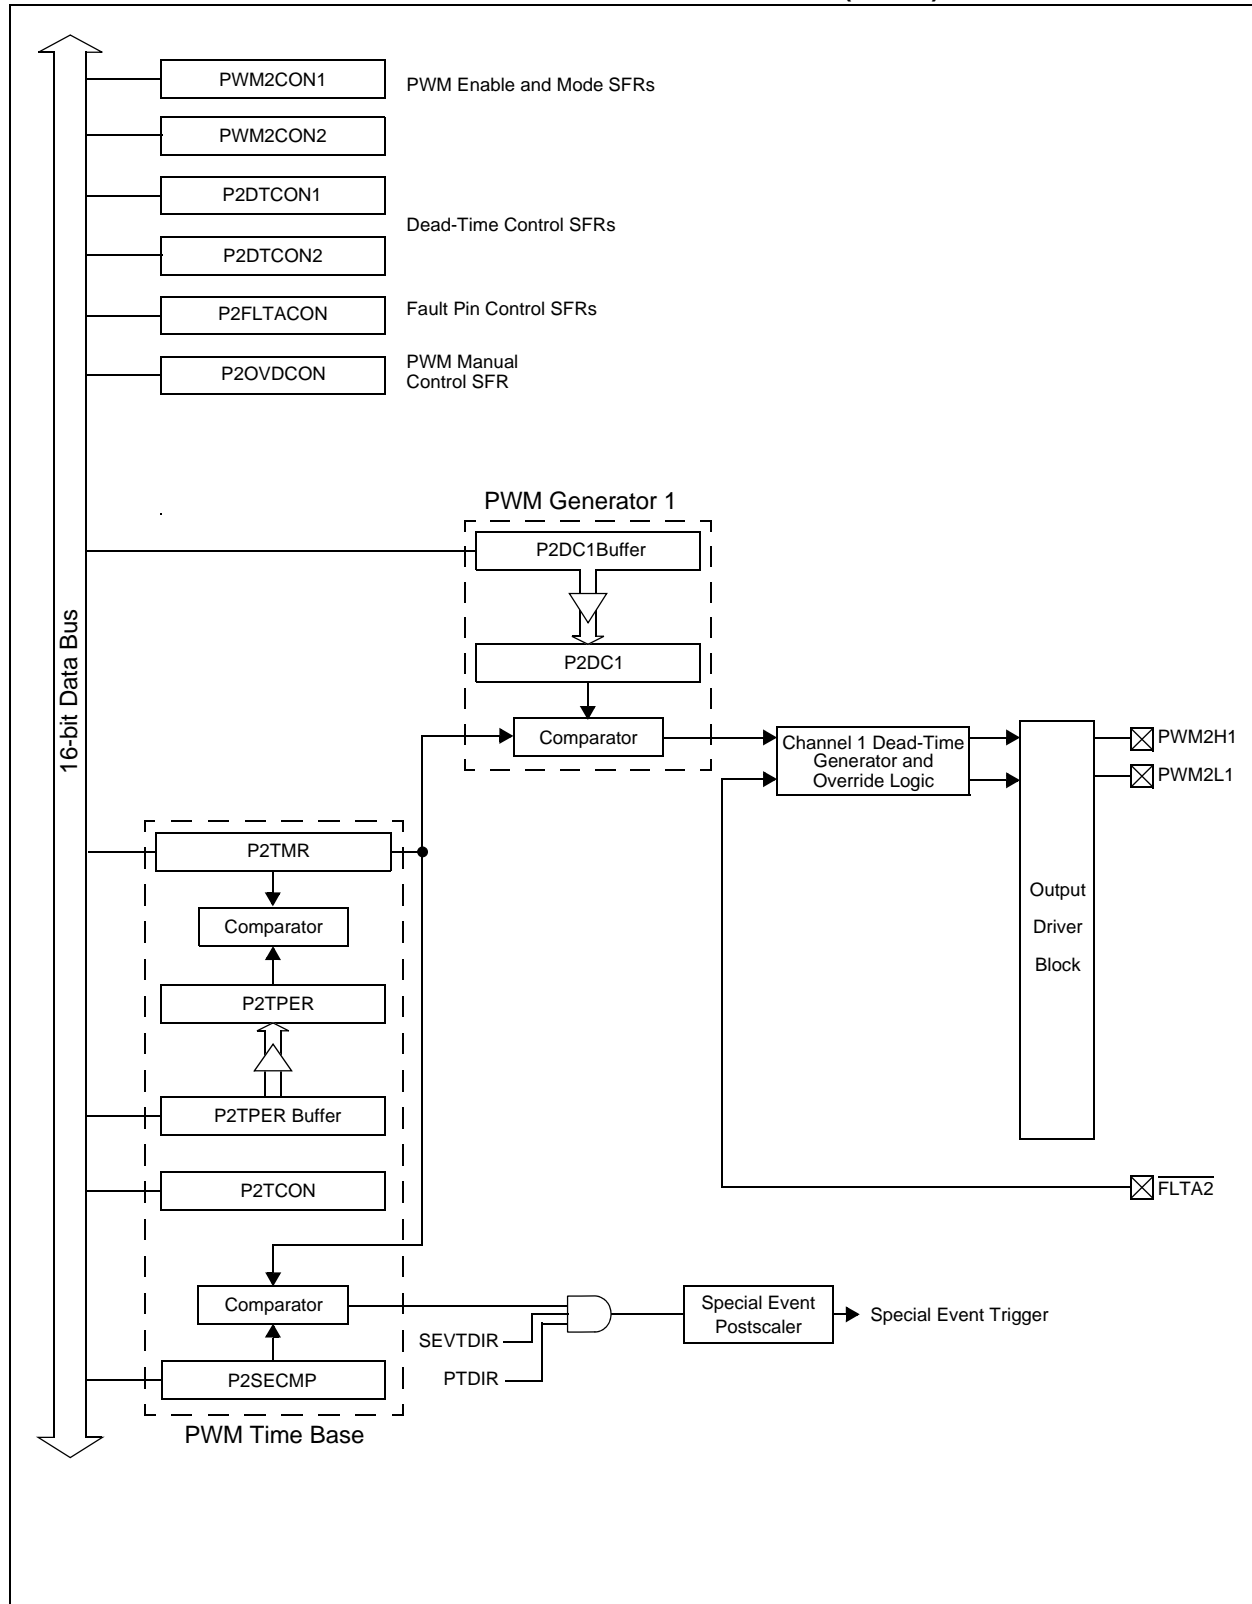 PWM2CON1
PWM Enable and Mode SFRs
PWM2CON2
P2DTCON1
Dead-Time Control SFRs
P2DTCON2
P2FLTACON
Fault Pin Control SFRs
P2OVDCON
PWM Manual
Control SFR
16-bit Data Bus
PWM Generator 1
P2DC1Buffer
P2DC1
Comparator
Channel 1 Dead-Time
Generator and
Override Logic
PWM2H1
PWM2L1
Output
Driver
Block
P2TMR
Comparator
P2TPER
P2TPER Buffer
P2TCON
FLTA2
Comparator
SEVTDIR
PTDIR
Special Event
Postscaler
Special Event Trigger
P2SECMP
PWM Time Base